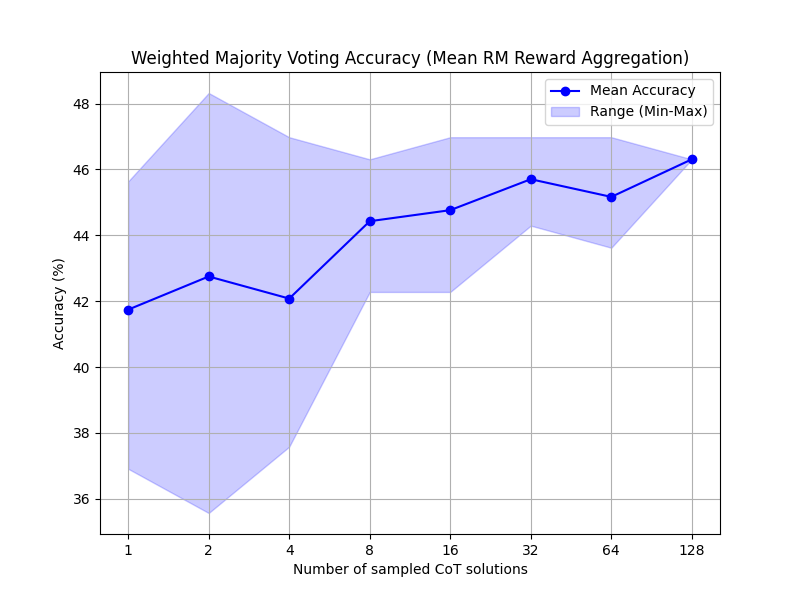 Weighted Majority Voting Accuracy (Mean RM Reward Aggregation)
Mean Accuracy
Range (Min-Max)
48
46
44
42
40
38
36
Accuracy (%)
1 2 4 8 16 32 64 128
Number of sampled CoT solutions